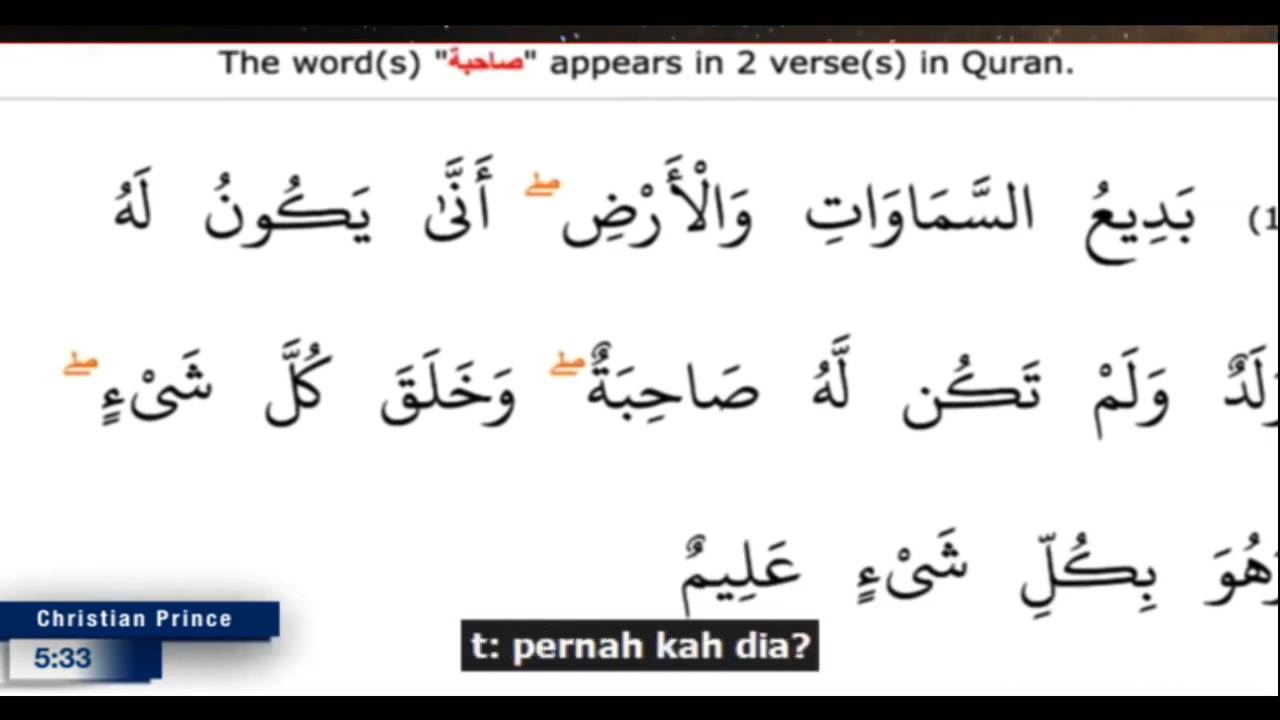 The word(s) "صاحبة" appears in 2 verse(s) in Quran.
بَدِيعُ السَّمَاوَاتِ وَالْأَرْضِ ۖ أَنَّىٰ يَكُونُ لَهُ
وَلَمْ تَكُن لَّهُ صَاحِبَةٌ ۖ وَخَلَقَ كُلَّ شَىْءٍ ۖ
وَهُوَ بِكُلِّ شَىْءٍ عَلِيمٌ
Christian Prince
5:33
t: pernah kah dia?